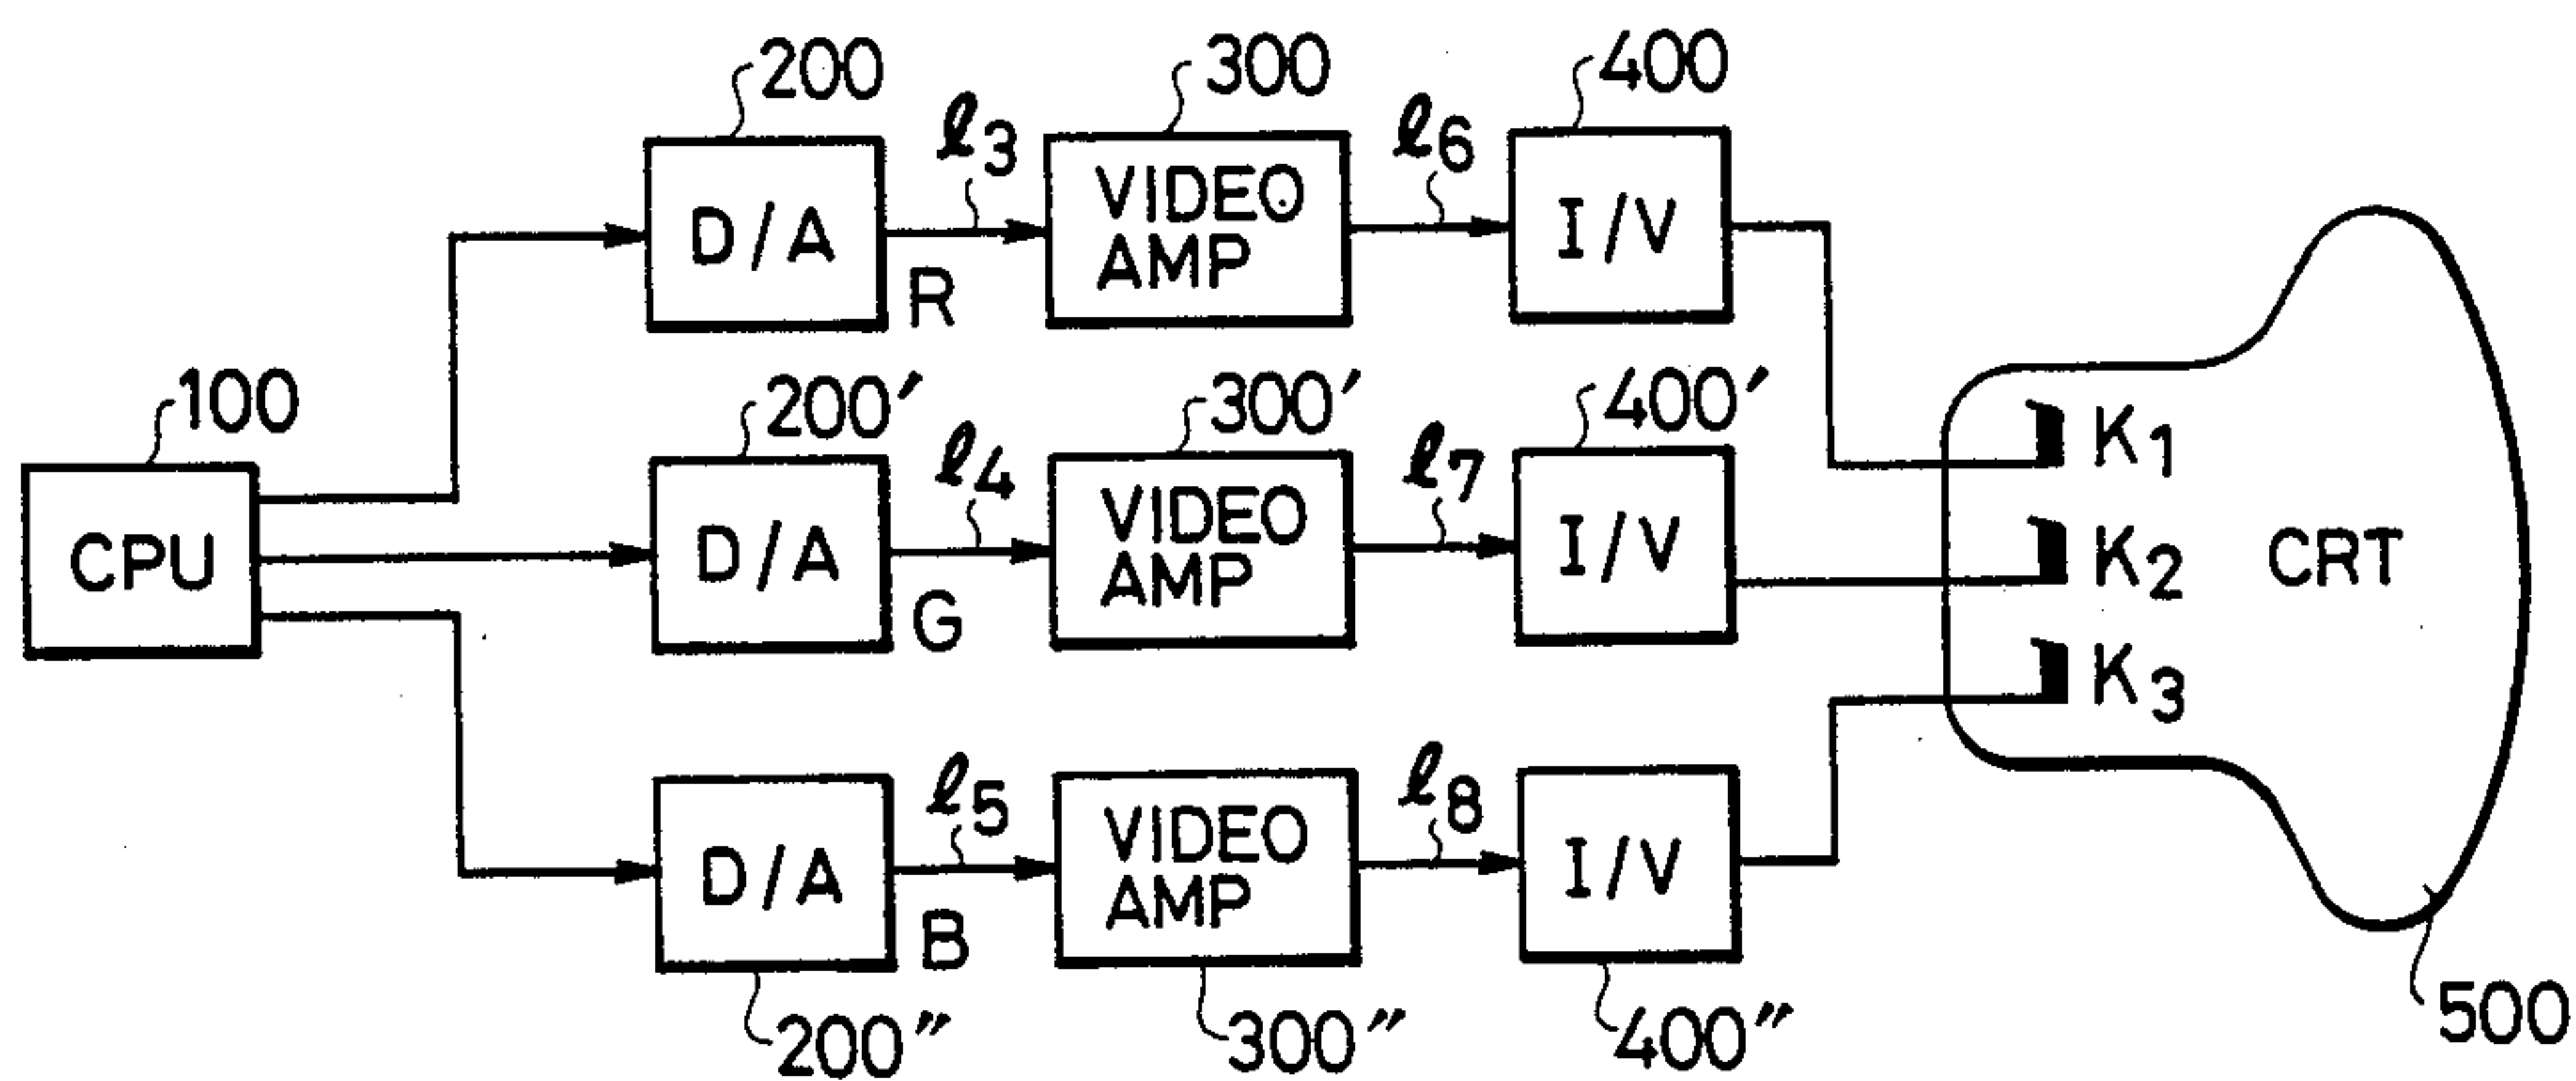 200
300
400
ℓ3
ℓ6
D/A
VIDEO
AMP
I/V
R
100
200′
300′
400′
ℓ4
ℓ7
K1
CPU
D/A
VIDEO
AMP
I/V
K2
CRT
G
K3
ℓ5
ℓ8
D/A
VIDEO
AMP
I/V
B
200″
300″
400″
500